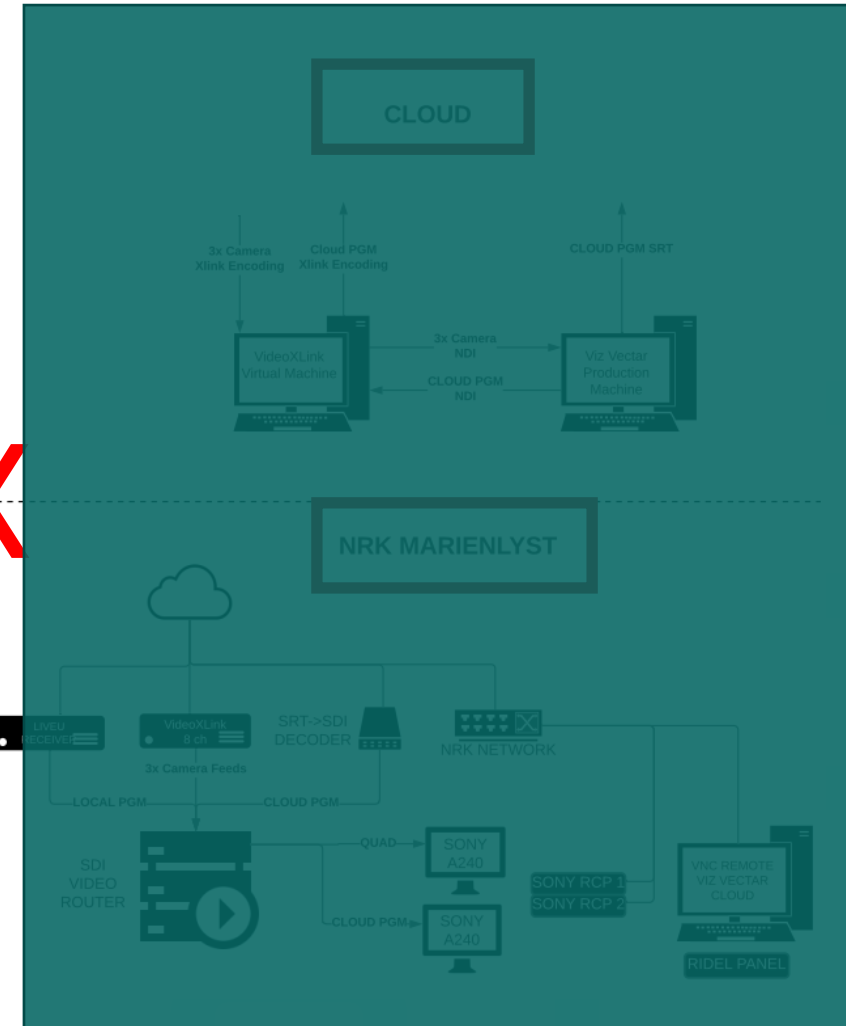 CLOUD
3x Camera
Xlink Encoding
Cloud PGM
Xlink Encoding
CLOUD PGM SRT
VideoXLink
Virtual Machine
3x Camera
NDI
CLOUD PGM
NDI
Viz Vectar
Production
Machine
X
NRK MARIENLYST
LIVEU
RECEIVER
VideoXLink
8 ch
SRT->SDI
DECODER
NRK NETWORK
3x Camera Feeds
LOCAL PGM
CLOUD PGM
SDI
VIDEO
ROUTER
QUAD
SONY
A240
CLOUD PGM
SONY
A240
SONY RCP 1
SONY RCP 2
VNC REMOTE
VIZ VECTAR
CLOUD
RIDEL PANEL